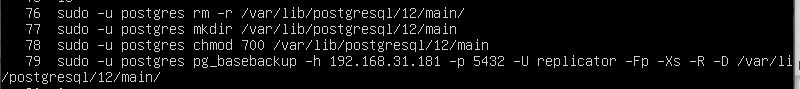 76 sudo -u postgres rm -r /var/lib/postgresql/12/main/
77 sudo -u postgres mkdir /var/lib/postgresql/12/main
78 sudo -u postgres chmod 700 /var/lib/postgresql/12/main
79 sudo -u postgres pg_basebackup -h 192.168.31.181 -p 5432 -U replicator -Fp -Xs -R -D /var/li
/postgresql/12/main/